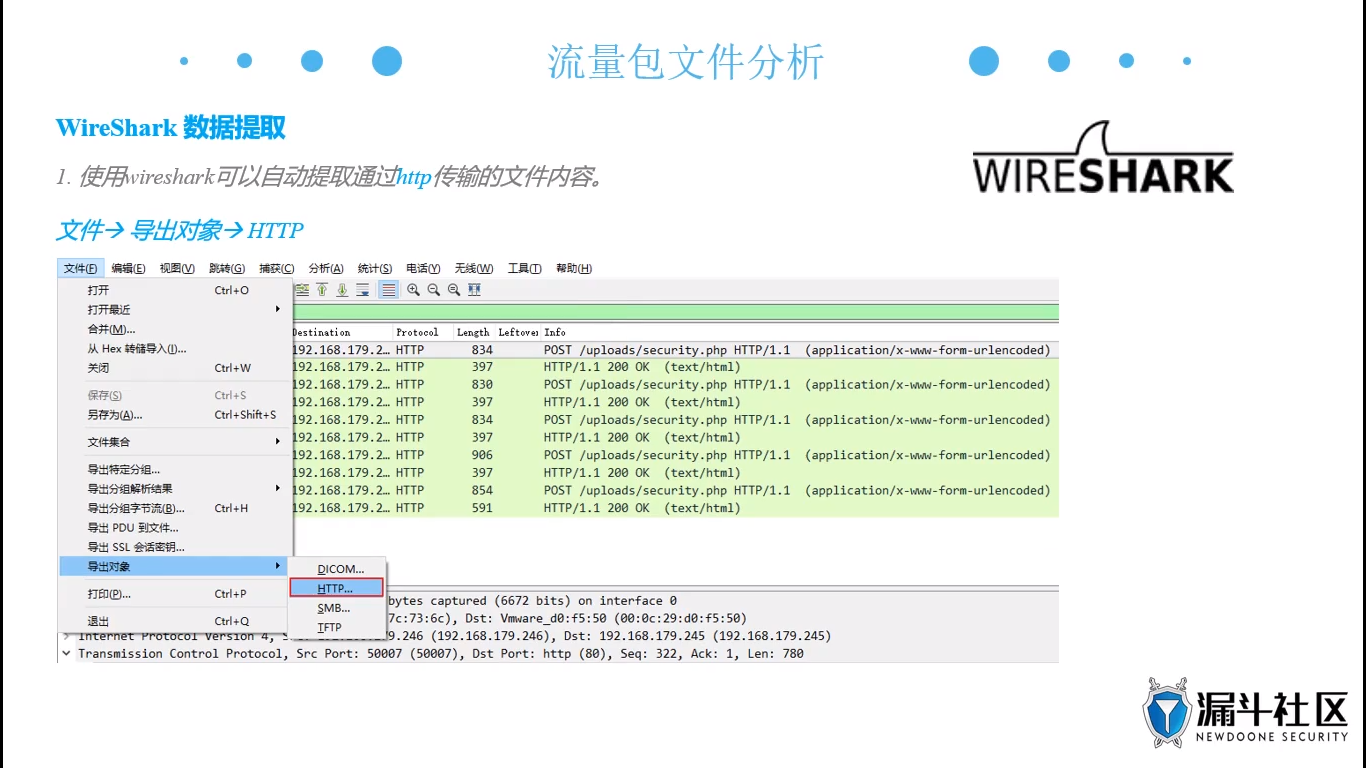 流量包文件分析
WireShark 数据提取
WIRESHARK
1. 使用wireshark可以自动提取通过http传输的文件内容。
文件→ 导出对象→ HTTP
文件(F) 编辑(E) 视图(V) 跳转(G) 捕获(C) 分析(A) 统计(S) 电话(Y) 无线(W) 工具(T) 帮助(H)
打开 Ctrl+O
打开最近
合并(M)...
从 Hex 转储导入(I)...
关闭 Ctrl+W
保存(S) Ctrl+S
另存为(A)... Ctrl+Shift+S
文件集合
导出特定分组...
导出分组解析结果
导出分组字节流(B)... Ctrl+H
导出 PDU 到文件...
导出 SSL 会话密钥...
导出对象
打印(P)... Ctrl+P
退出 Ctrl+Q
DICOM...
HTTP...
SMB...
TFTP
Destination Protocol Length Leftover Info
192.168.179.2… HTTP 834 POST /uploads/security.php HTTP/1.1 (application/x-www-form-urlencoded)
192.168.179.2… HTTP 397 HTTP/1.1 200 OK (text/html)
192.168.179.2… HTTP 830 POST /uploads/security.php HTTP/1.1 (application/x-www-form-urlencoded)
192.168.179.2… HTTP 397 HTTP/1.1 200 OK (text/html)
192.168.179.2… HTTP 834 POST /uploads/security.php HTTP/1.1 (application/x-www-form-urlencoded)
192.168.179.2… HTTP 397 HTTP/1.1 200 OK (text/html)
192.168.179.2… HTTP 906 POST /uploads/security.php HTTP/1.1 (application/x-www-form-urlencoded)
192.168.179.2… HTTP 397 HTTP/1.1 200 OK (text/html)
192.168.179.2… HTTP 854 POST /uploads/security.php HTTP/1.1 (application/x-www-form-urlencoded)
192.168.179.2… HTTP 591 HTTP/1.1 200 OK (text/html)
bytes captured (6672 bits) on interface 0
7c:73:6c), Dst: Vmware_d0:f5:50 (00:0c:29:d0:f5:50)
Internet Protocol Version 4, 79.246 (192.168.179.246), Dst: 192.168.179.245 (192.168.179.245)
Transmission Control Protocol, Src Port: 50007 (50007), Dst Port: http (80), Seq: 322, Ack: 1, Len: 780
漏斗社区
NEWDOONE SECURITY